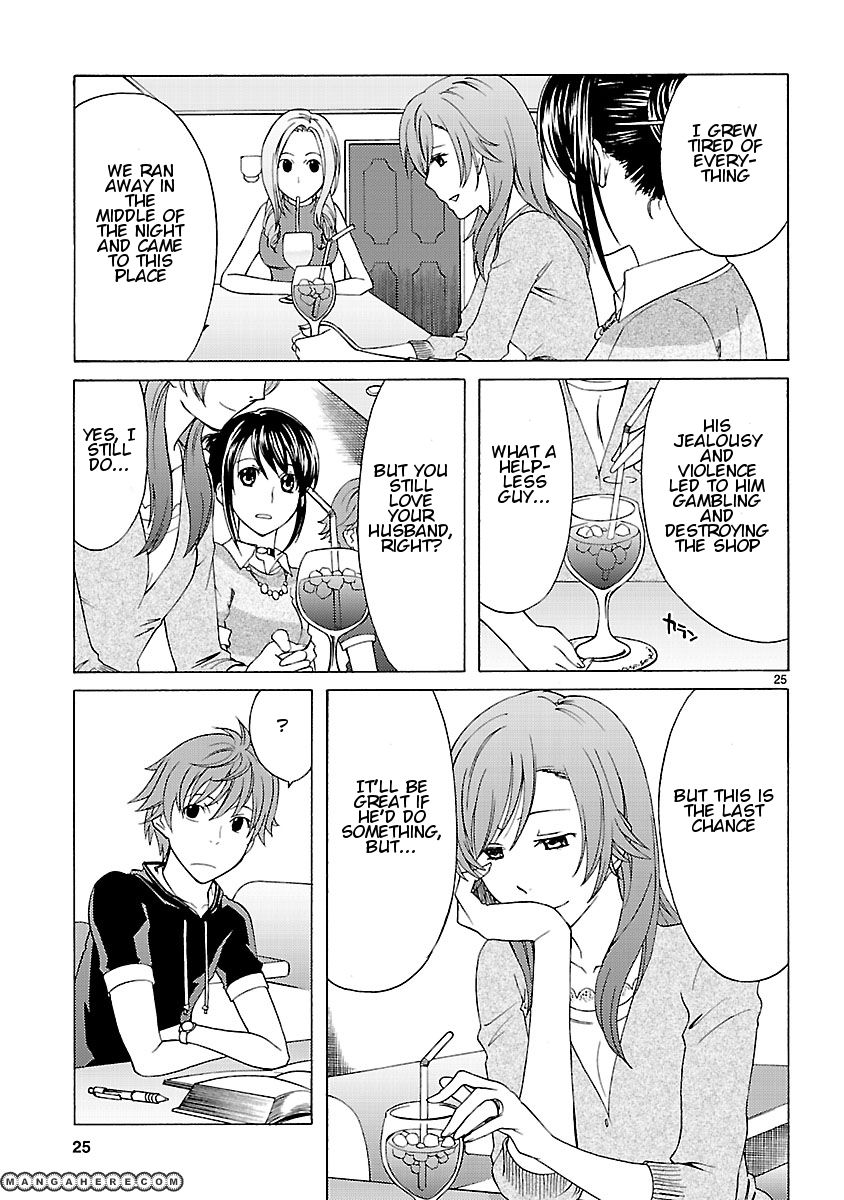 I GREW
TIRED OF
EVERY-
THING
WE RAN
AWAY IN
THE
MIDDLE OF
THE NIGHT
AND CAME
TO THIS
PLACE
HIS
JEALOUSY
AND
VIOLENCE
LED TO HIM
GAMBLING
AND
DESTROYING
THE SHOP
WHAT A
HELP-
LESS
GUY...
カラン
BUT YOU
STILL
LOVE
YOUR
HUSBAND,
RIGHT?
YES, I
STILL
DO...
25
BUT THIS IS
THE LAST
CHANCE
IT'LL BE
GREAT IF
HE'D DO
SOMETHING,
BUT...
?
25
MANGAHERE.COM